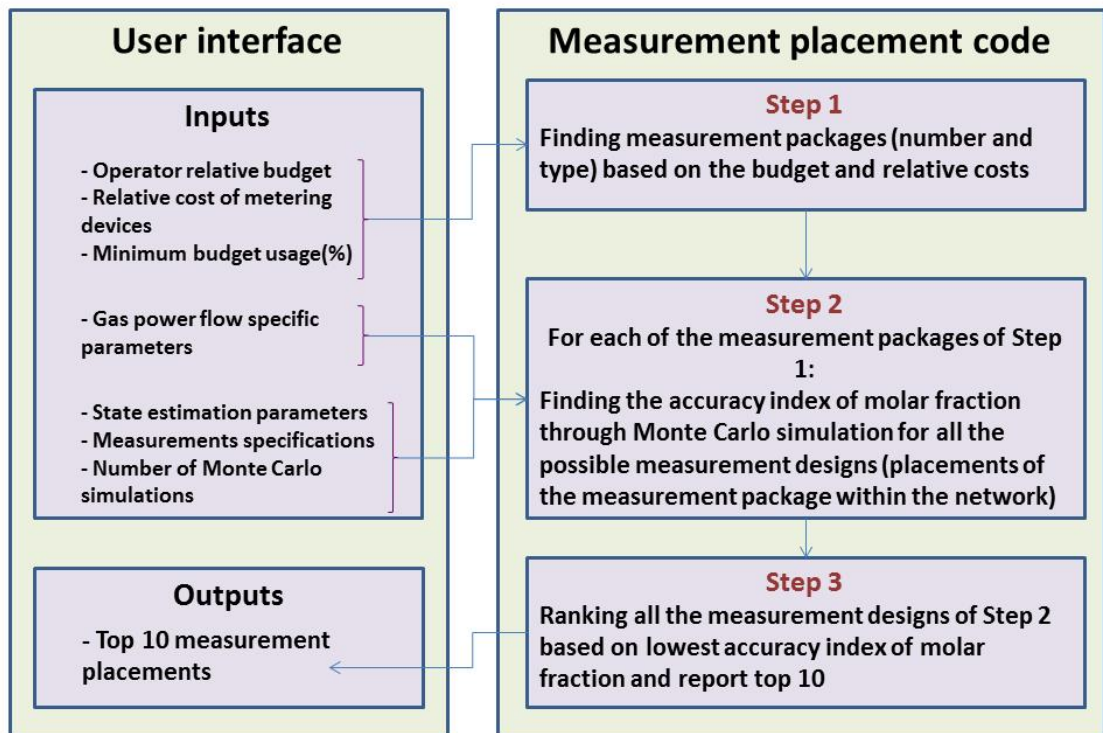 User interface
Inputs
- Operator relative budget
- Relative cost of metering
devices
- Minimum budget usage(%)
- Gas power flow specific
parameters
- State estimation parameters
- Measurements specifications
- Number of Monte Carlo
simulations
Outputs
- Top 10 measurement
placements
Measurement placement code
Step 1
Finding measurement packages (number and
type) based on the budget and relative costs
Step 2
For each of the measurement packages of Step
1:
Finding the accuracy index of molar fraction
through Monte Carlo simulation for all the
possible measurement designs (placements of
the measurement package within the network)
Step 3
Ranking all the measurement designs of Step 2
based on lowest accuracy index of molar
fraction and report top 10